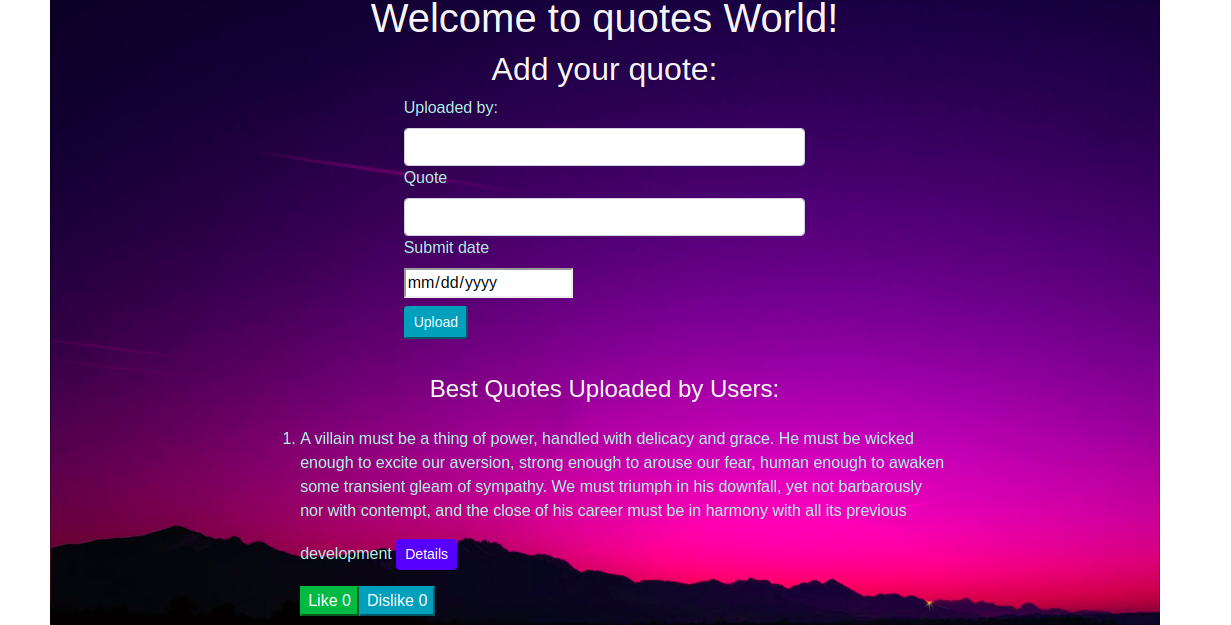 Welcome to quotes World!
Add your quote:
Uploaded by:
Quote
Submit date
mm/dd/yyyy
Upload
Best Quotes Uploaded by Users:
1. A villain must be a thing of power, handled with delicacy and grace. He must be wicked
enough to excite our aversion, strong enough to arouse our fear, human enough to awaken
some transient gleam of sympathy. We must triumph in his downfall, yet not barbarously
nor with contempt, and the close of his career must be in harmony with all its previous
development Details
Like 0 Dislike 0